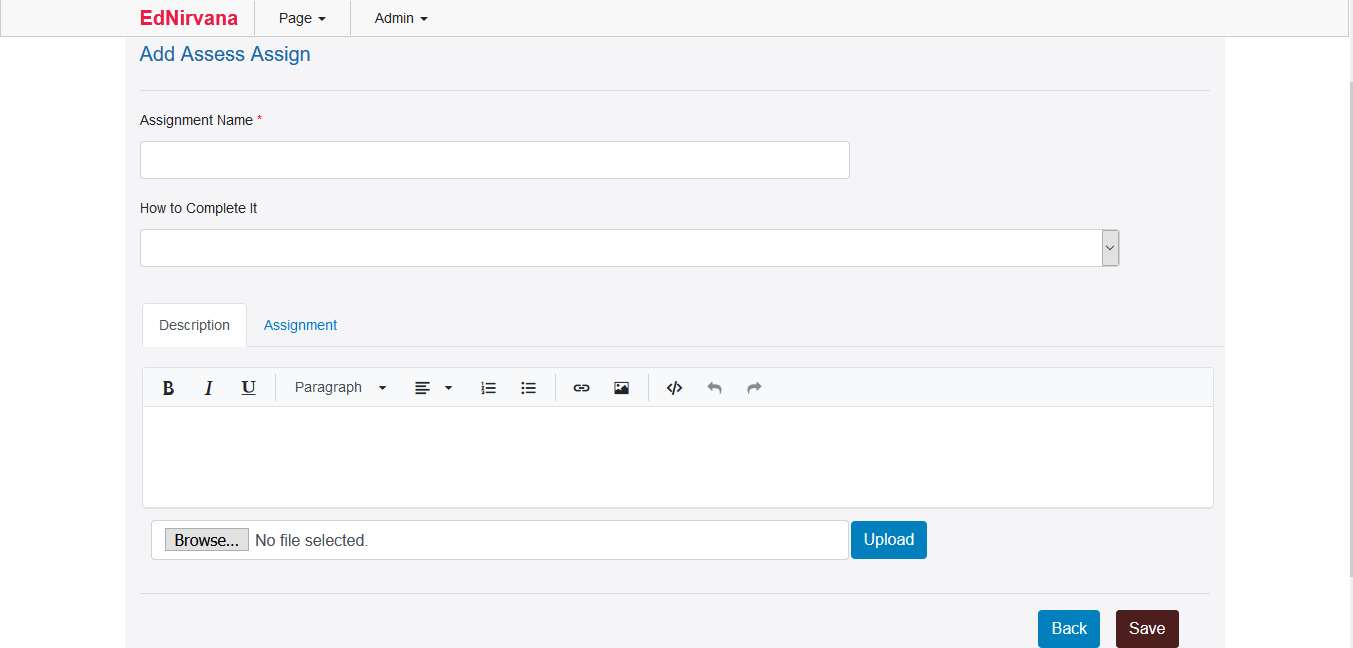 EdNirvana Page Admin
Add Assess Assign
Assignment Name *
How to Complete It
Description Assignment
B I U Paragraph
Browse... No file selected. Upload
Back Save